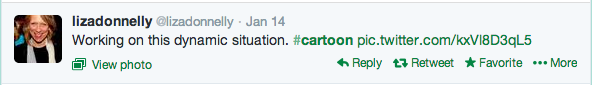 lizadonnelly @lizadonnelly · Jan 14
Working on this dynamic situation. #cartoon pic.twitter.com/kxVl8D3qL5
View photo Reply Retweet Favorite More